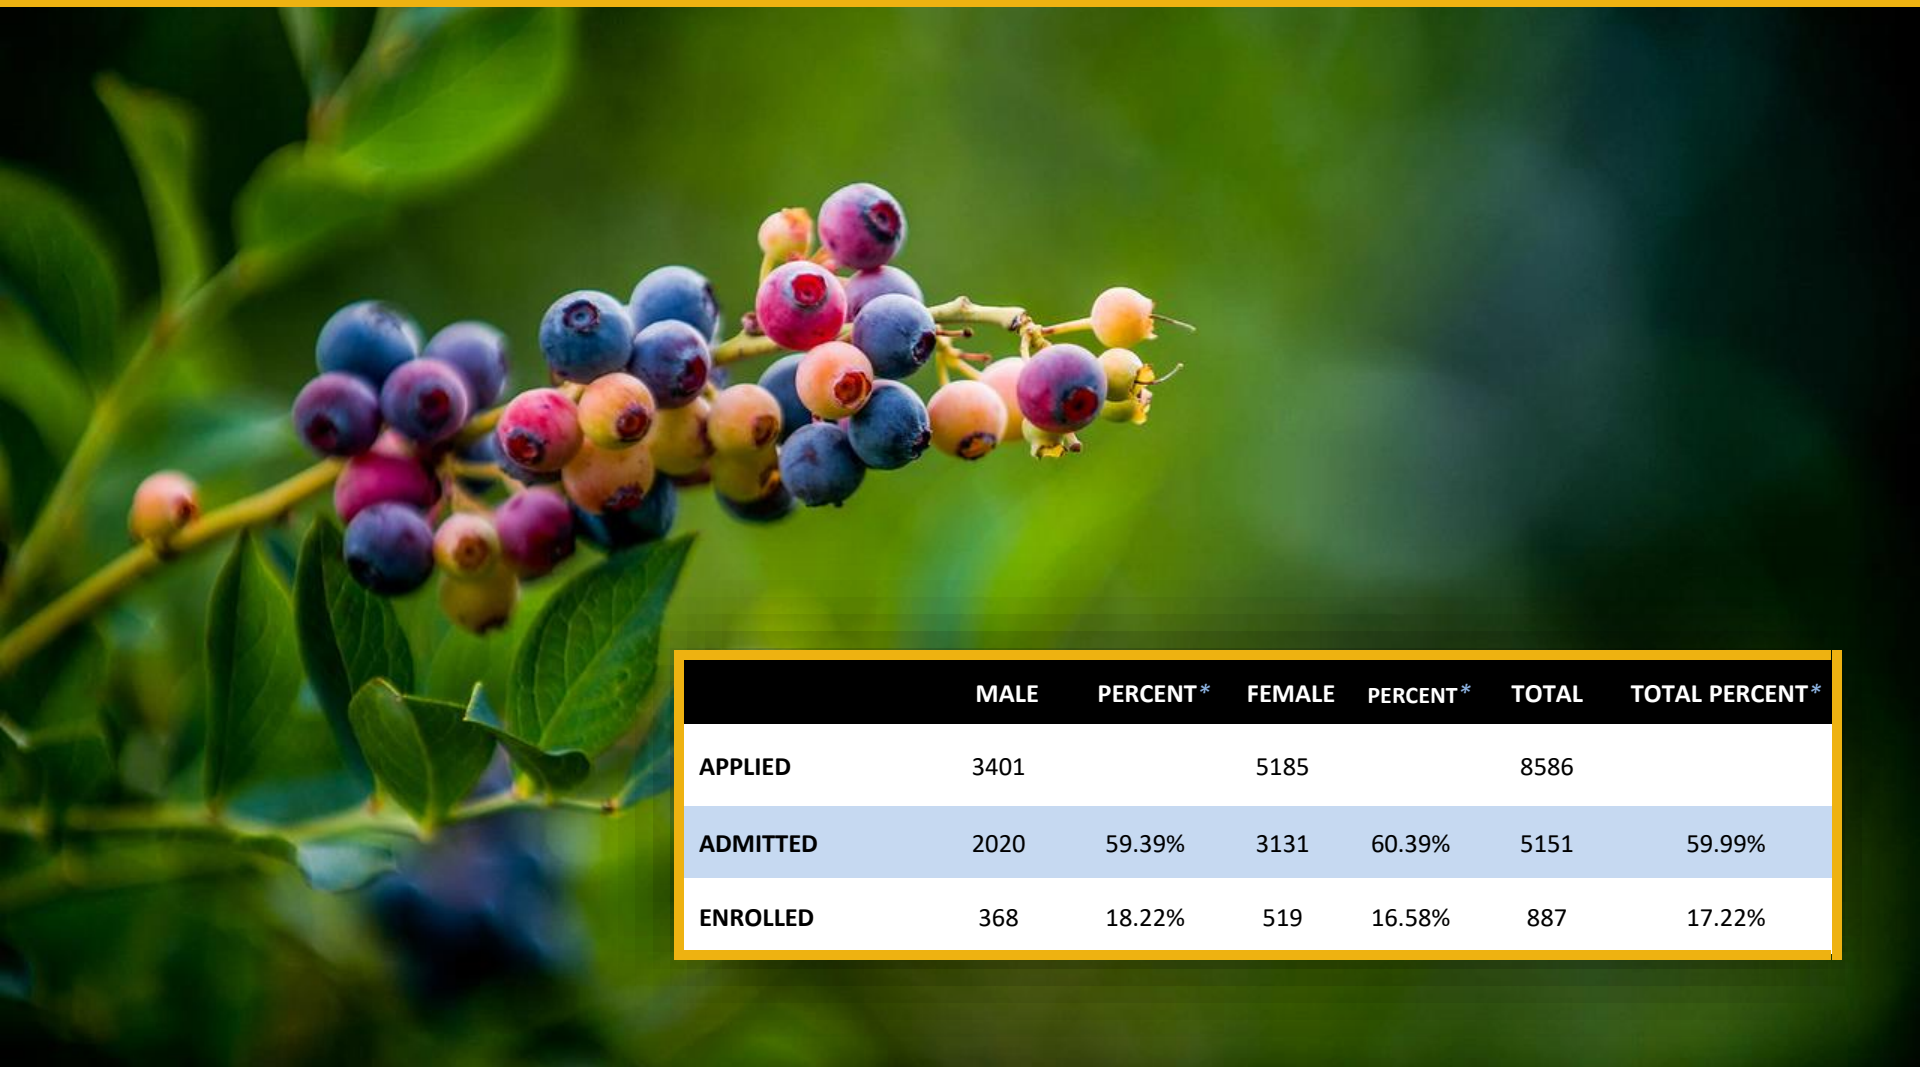 MALE PERCENT* FEMALE PERCENT* TOTAL TOTAL PERCENT*
APPLIED 3401 5185 8586
ADMITTED 2020 59.39% 3131 60.39% 5151 59.99%
ENROLLED 368 18.22% 519 16.58% 887 17.22%